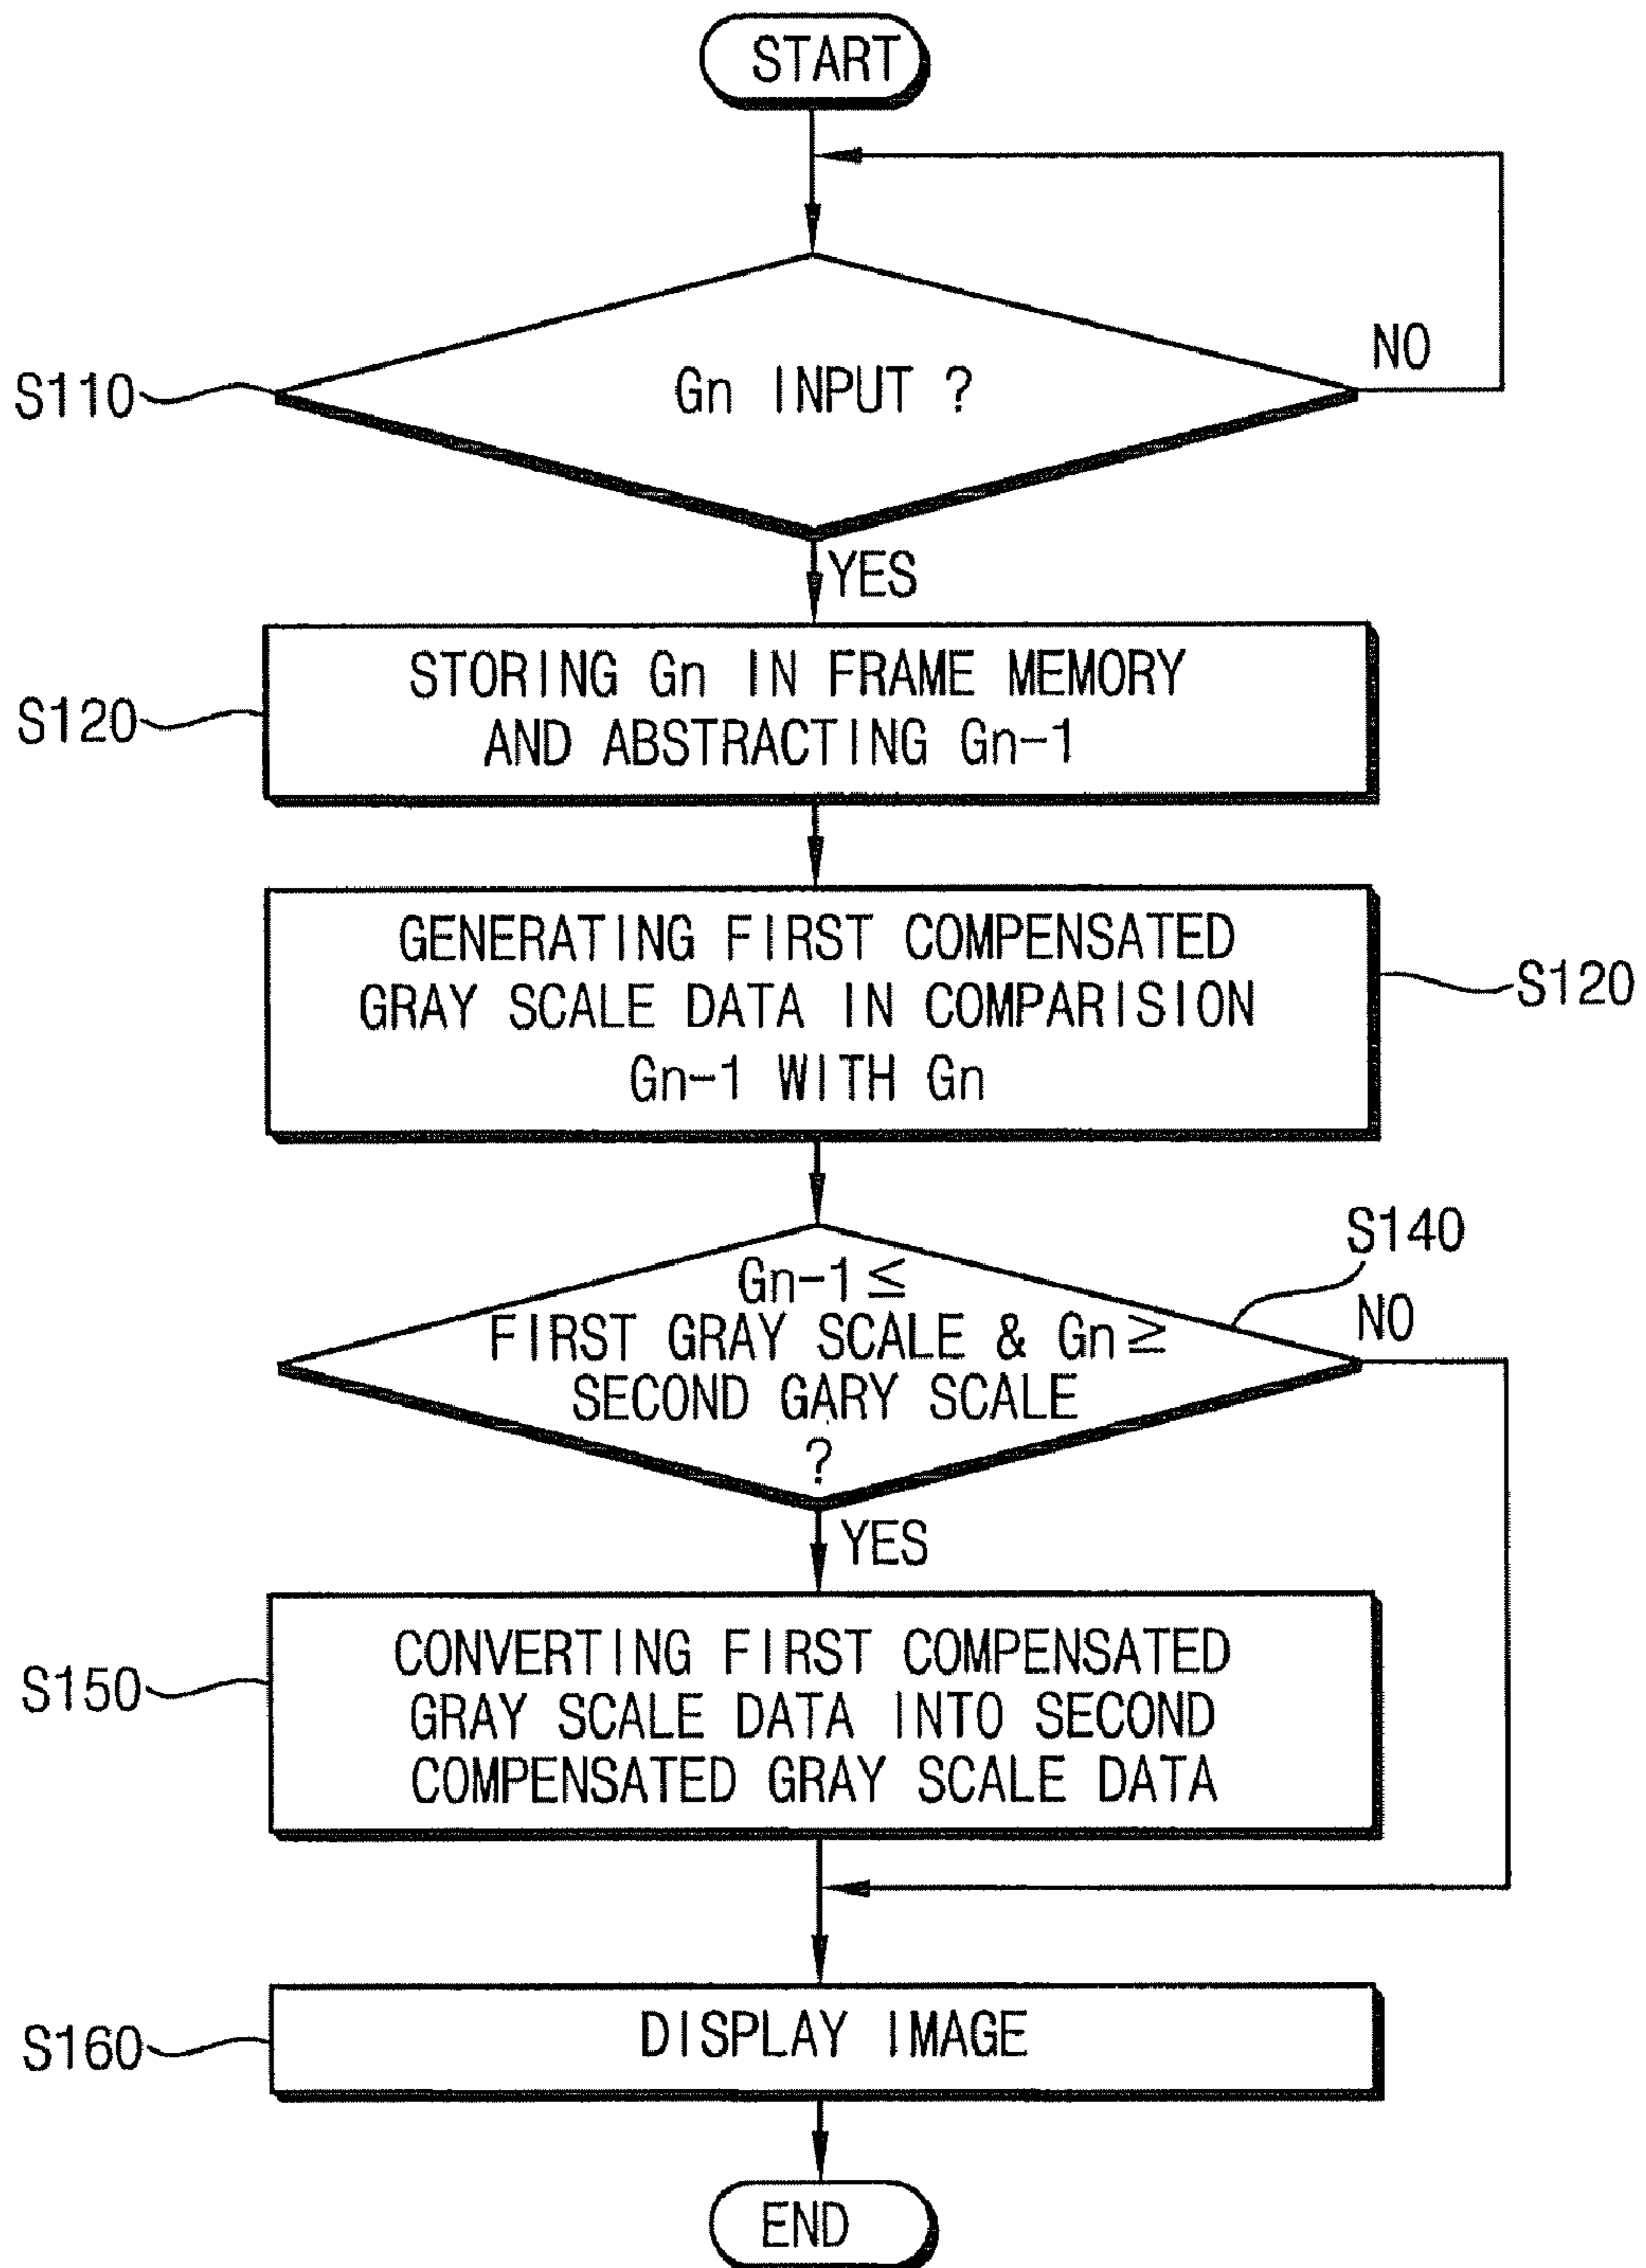 START
NO
S110
Gn INPUT ?
YES
S120
STORING Gn IN FRAME MEMORY
AND ABSTRACTING Gn-1
GENERATING FIRST COMPENSATED
GRAY SCALE DATA IN COMPARISION
Gn-1 WITH Gn
S120
S140
Gn-1≦
FIRST GRAY SCALE & Gn≧
SECOND GARY SCALE
?
NO
YES
S150
CONVERTING FIRST COMPENSATED
GRAY SCALE DATA INTO SECOND
COMPENSATED GRAY SCALE DATA
S160
DISPLAY IMAGE
END